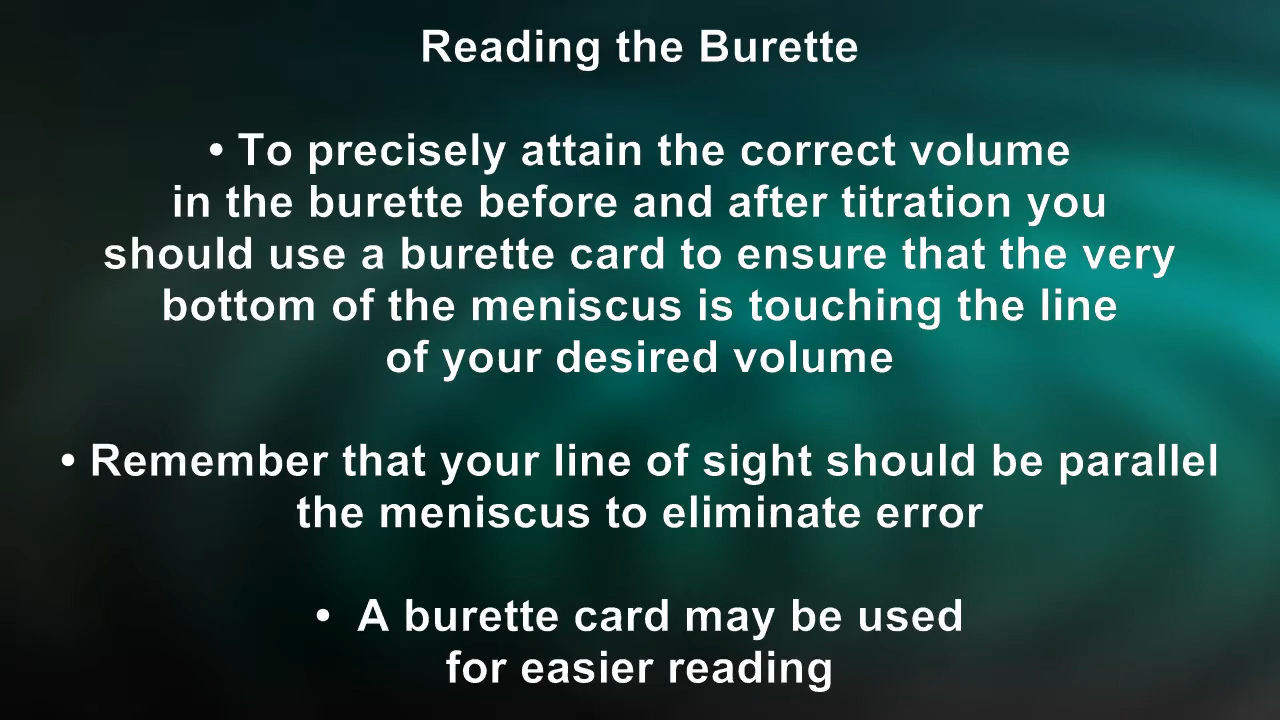 Reading the Burette
• To precisely attain the correct volume
in the burette before and after titration you
should use a burette card to ensure that the very
bottom of the meniscus is touching the line
of your desired volume
• Remember that your line of sight should be parallel
the meniscus to eliminate error
• A burette card may be used
for easier reading